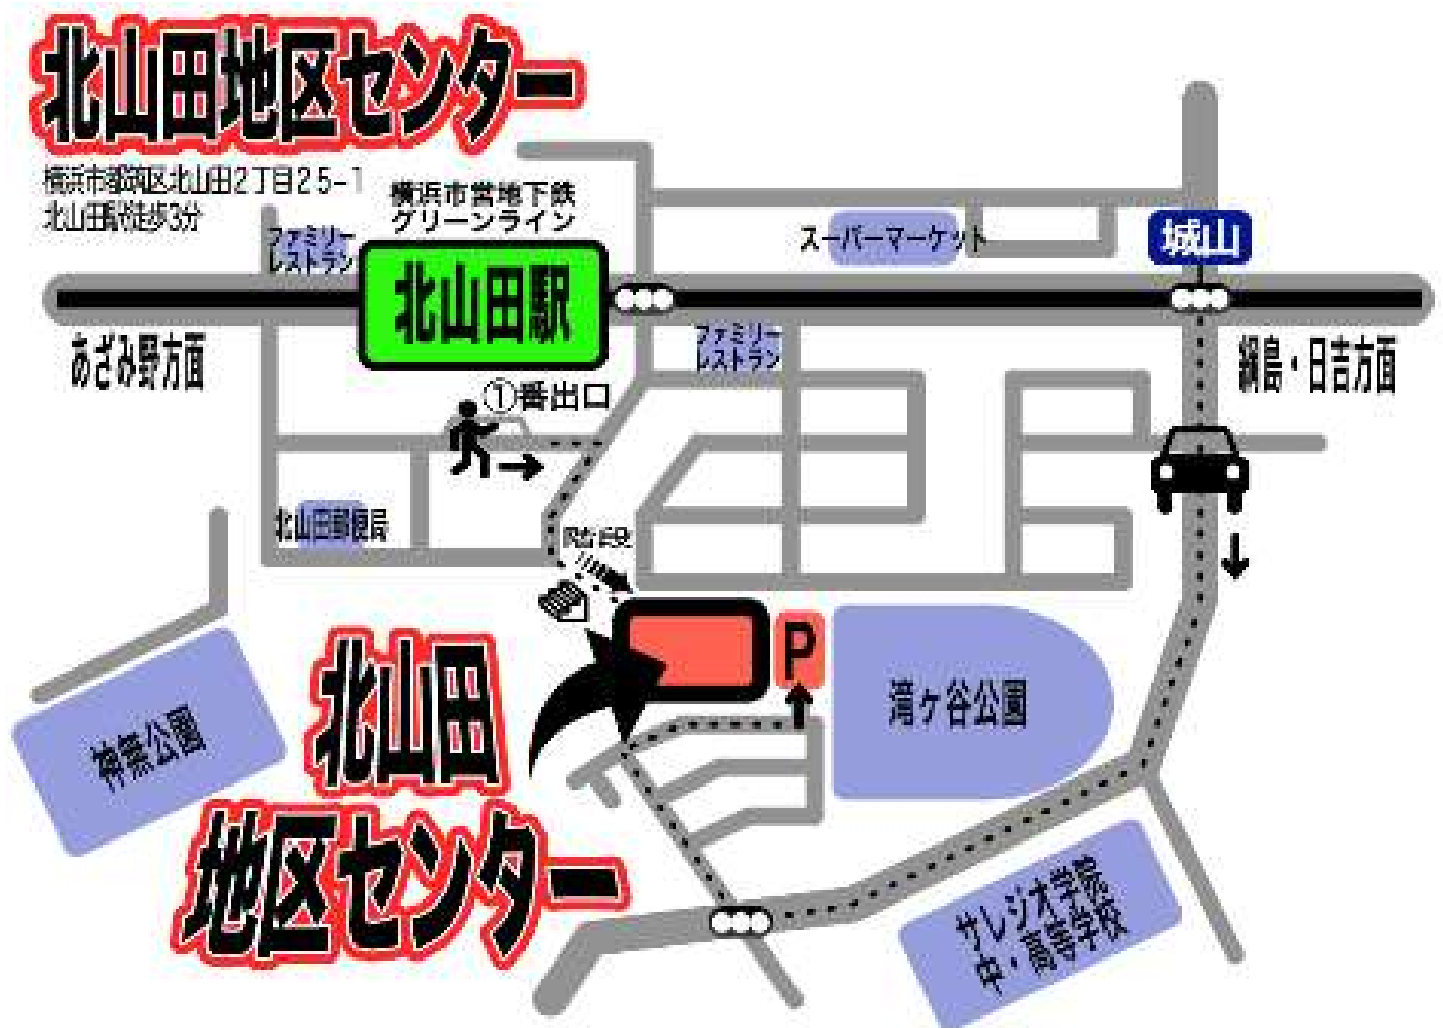 北山田地区センター
横浜市都筑区北山田2丁目25-1
北山田駅徒歩3分
横浜市営地下鉄
グリーンライン
ファミリー
レストラン
北山田駅
スーパーマーケット
城山
あざみ野方面
ファミリー
レストラン
綱島・日吉方面
①番出口
北山田郵便局
階段
P
滝ヶ谷公園
神無公園
北山田
地区センター
サレジオ学院
中学・高等学校